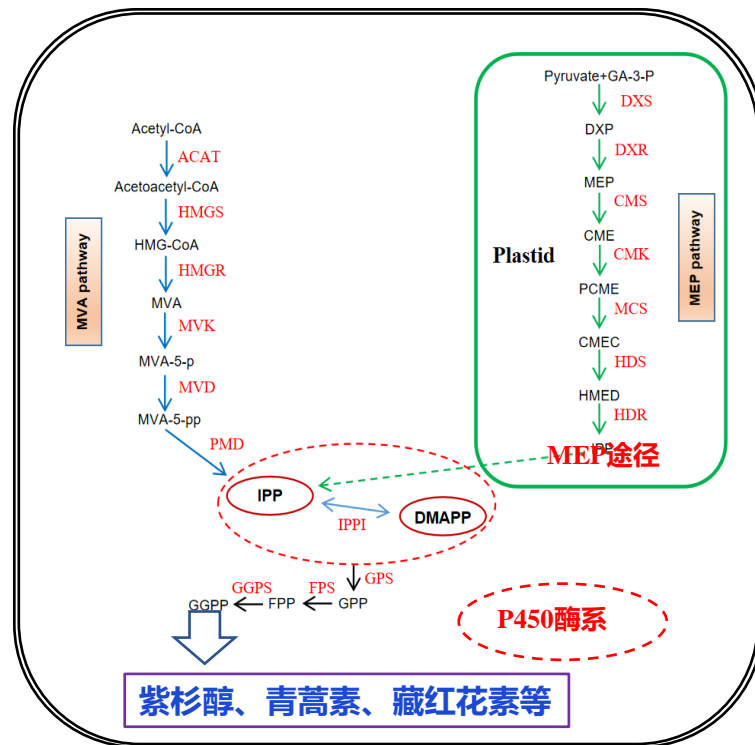 Acetyl-CoA
ACAT
Acetoacetyl-CoA
HMGS
HMG-CoA
HMGR
MVA
MVK
MVA-5-p
MVD
MVA-5-pp
PMD
MVA pathway
Pyruvate+GA-3-P
DXS
DXP
DXR
MEP
CMS
CME
CMK
PCME
MCS
CMEC
HDS
HMED
HDR
MEP途径
Plastid
MEP pathway
IPP
IPPI
DMAPP
GPS
GGPP
GGPS
FPP
FPS
GPP
P450酶系
紫杉醇、青蒿素、藏红花素等